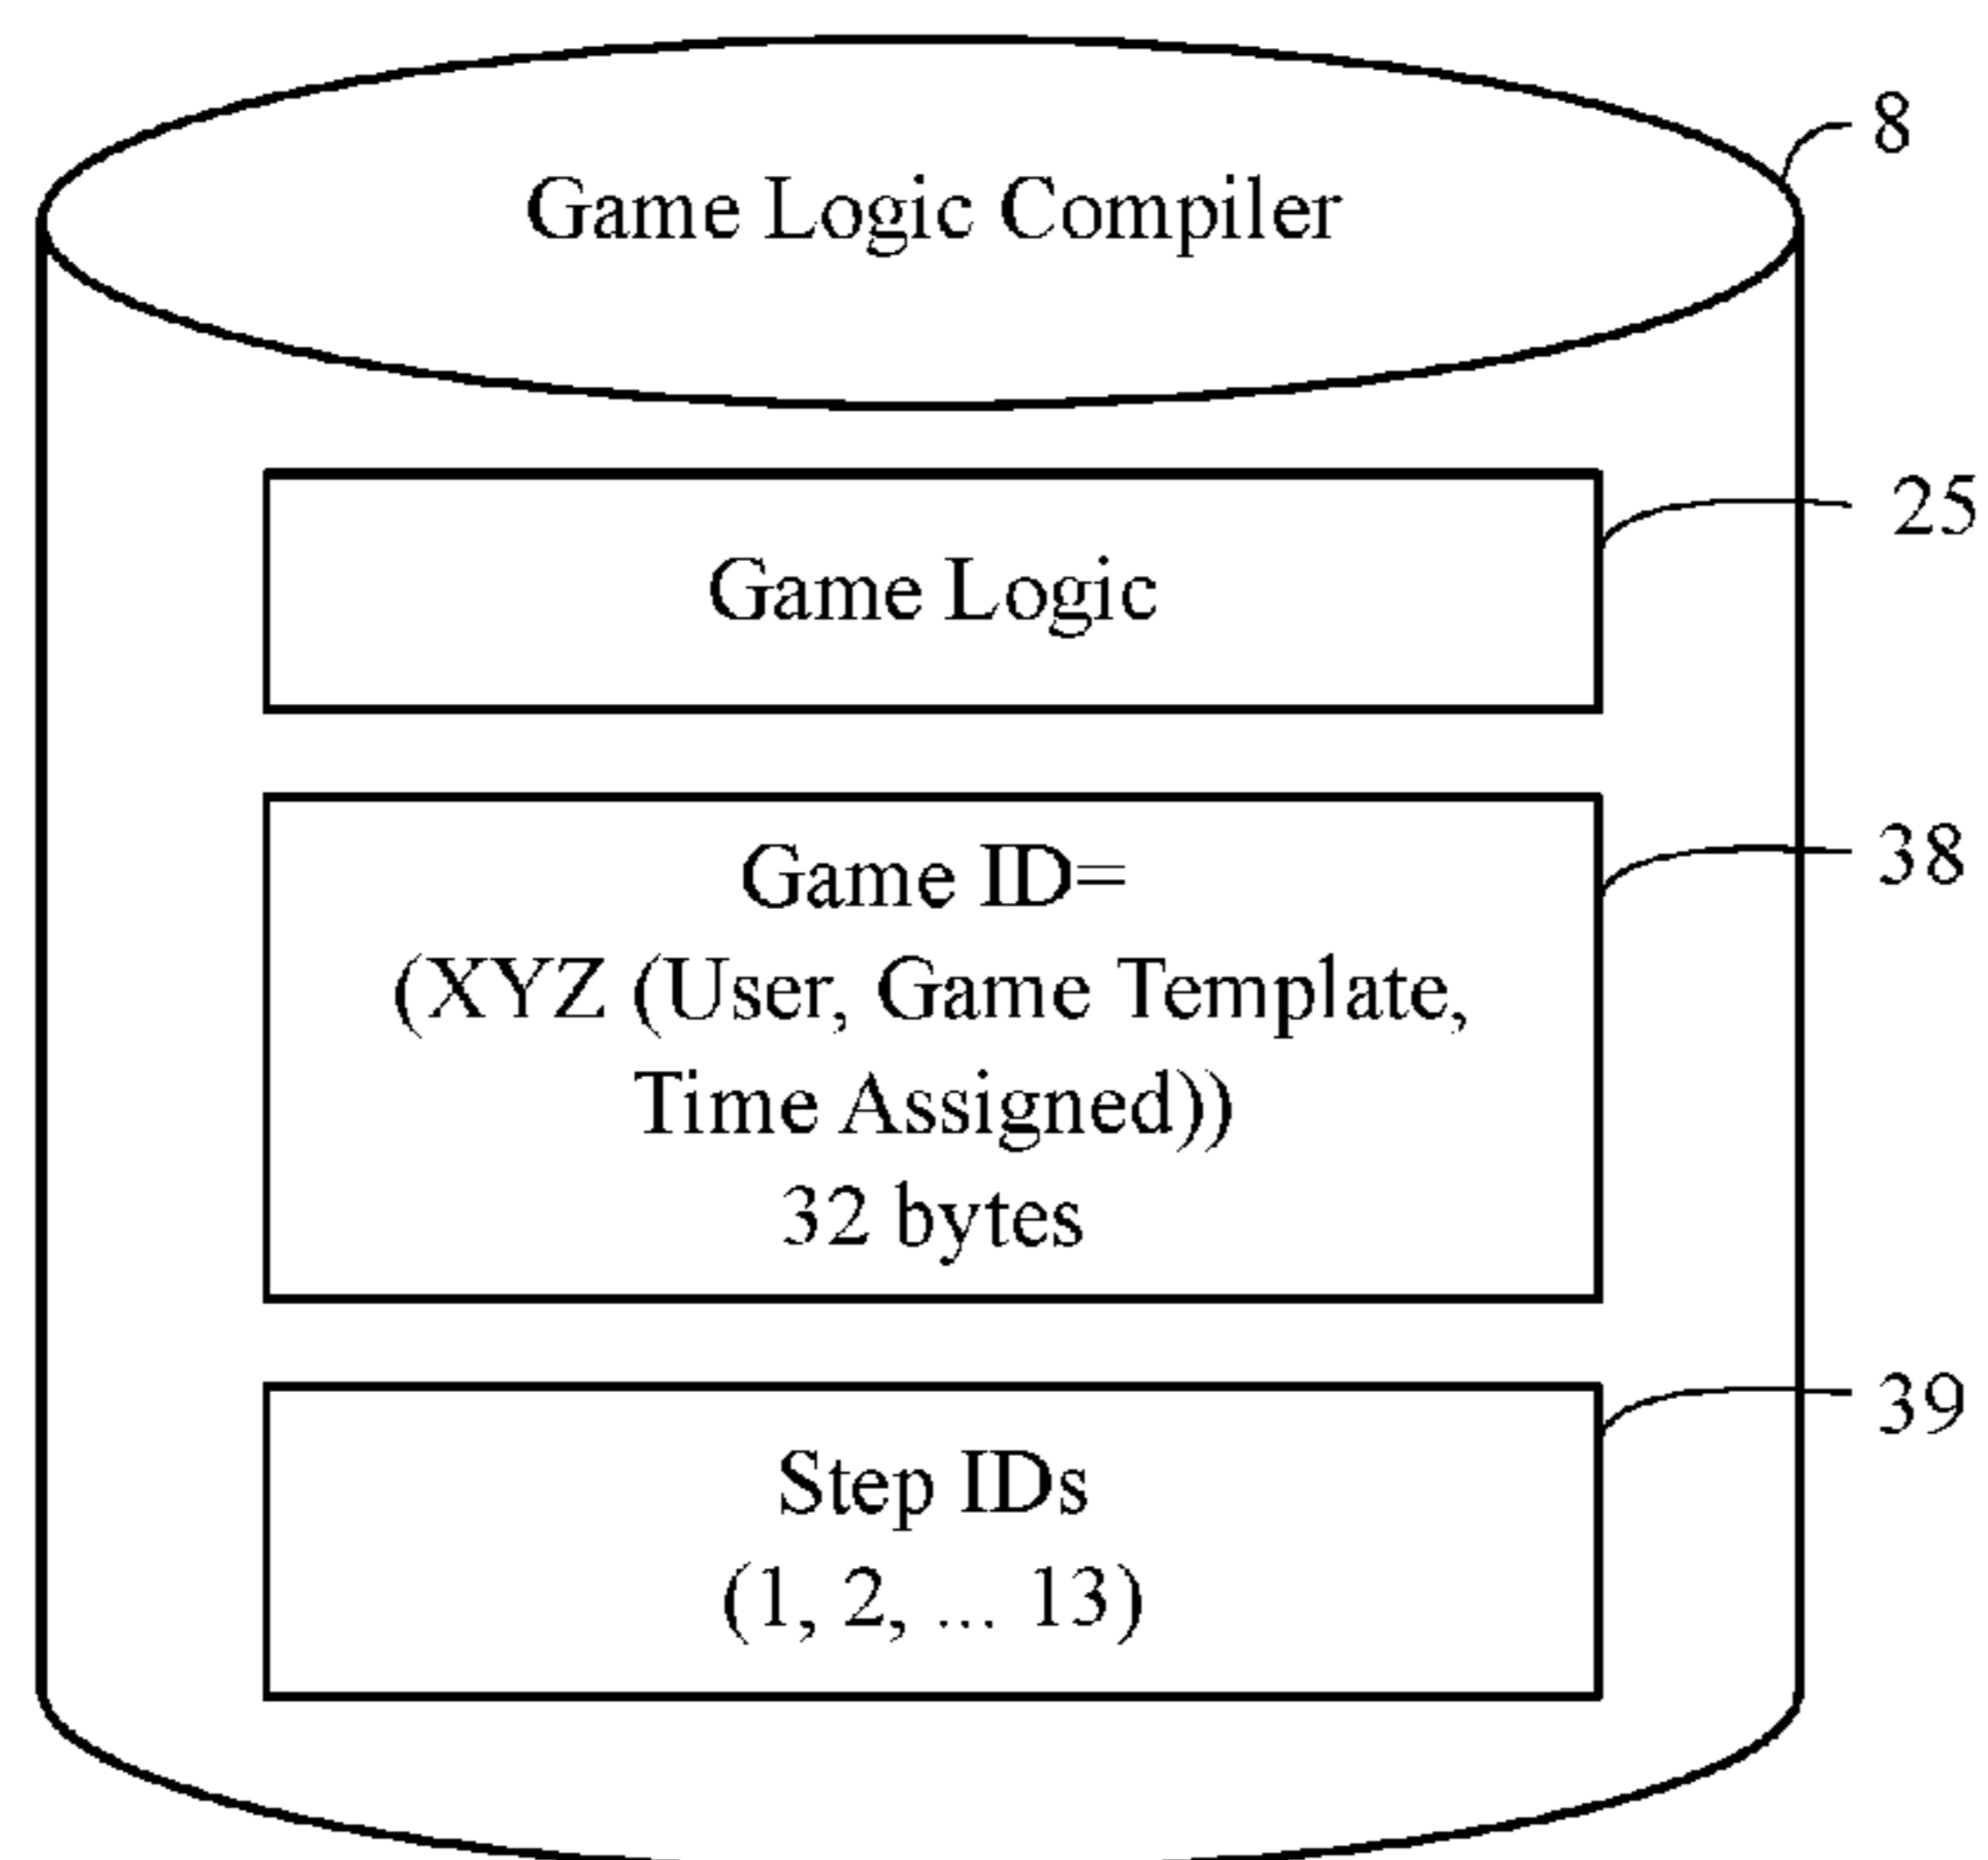 Game Logic Compiler
8
Game Logic
25
Game ID=
(XYZ (User, Game Template,
Time Assigned))
32 bytes
38
Step IDs
(1, 2, ... 13)
39